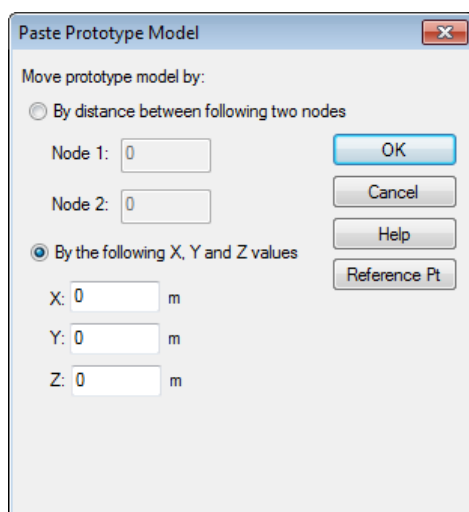 Paste Prototype Model
Move prototype model by:
By distance between following two nodes
Node 1: 0
OK
Node 2: 0
Cancel
By the following X, Y and Z values
Help
X: 0 m
Reference Pt
Y: 0 m
Z: 0 m